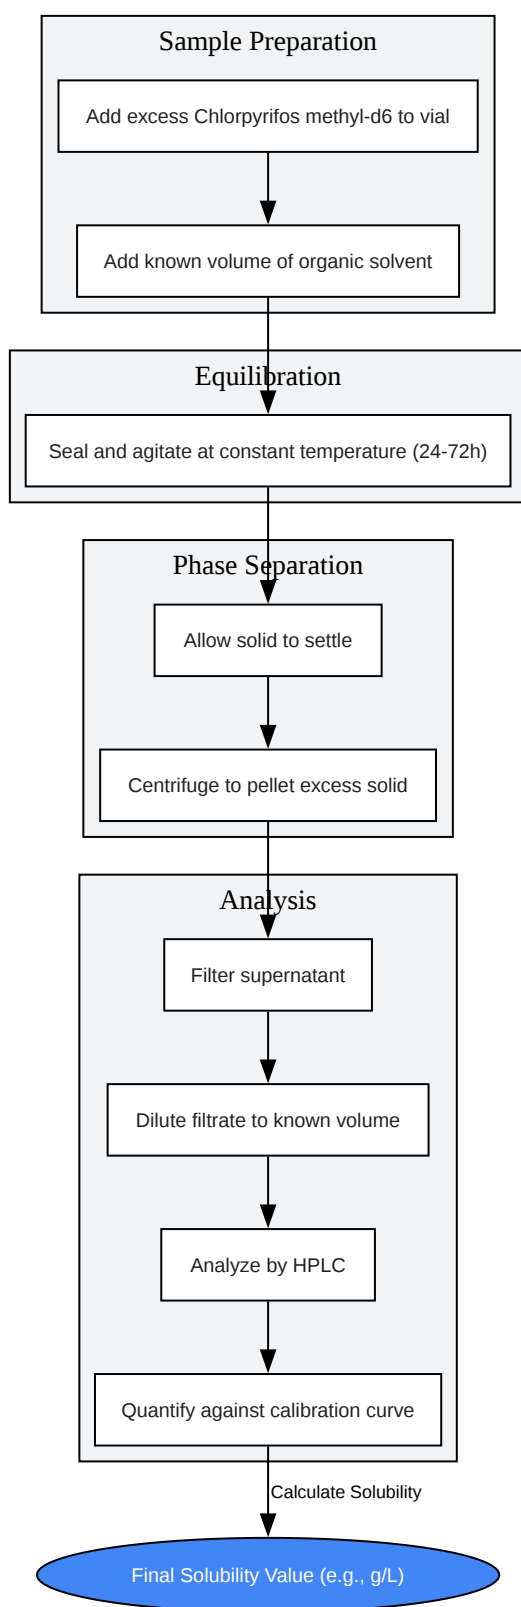 Sample Preparation
Add excess Chlorpyrifos methyl-d6 to vial
Add known volume of organic solvent
Equilibration
Seal and agitate at constant temperature (24-72h)
Phase Separation
Allow solid to settle
Centrifuge to pellet excess solid
Analysis
Filter supernatant
Dilute filtrate to known volume
Analyze by HPLC
Quantify against calibration curve
Calculate Solubility
Final Solubility Value (e.g., g/L)